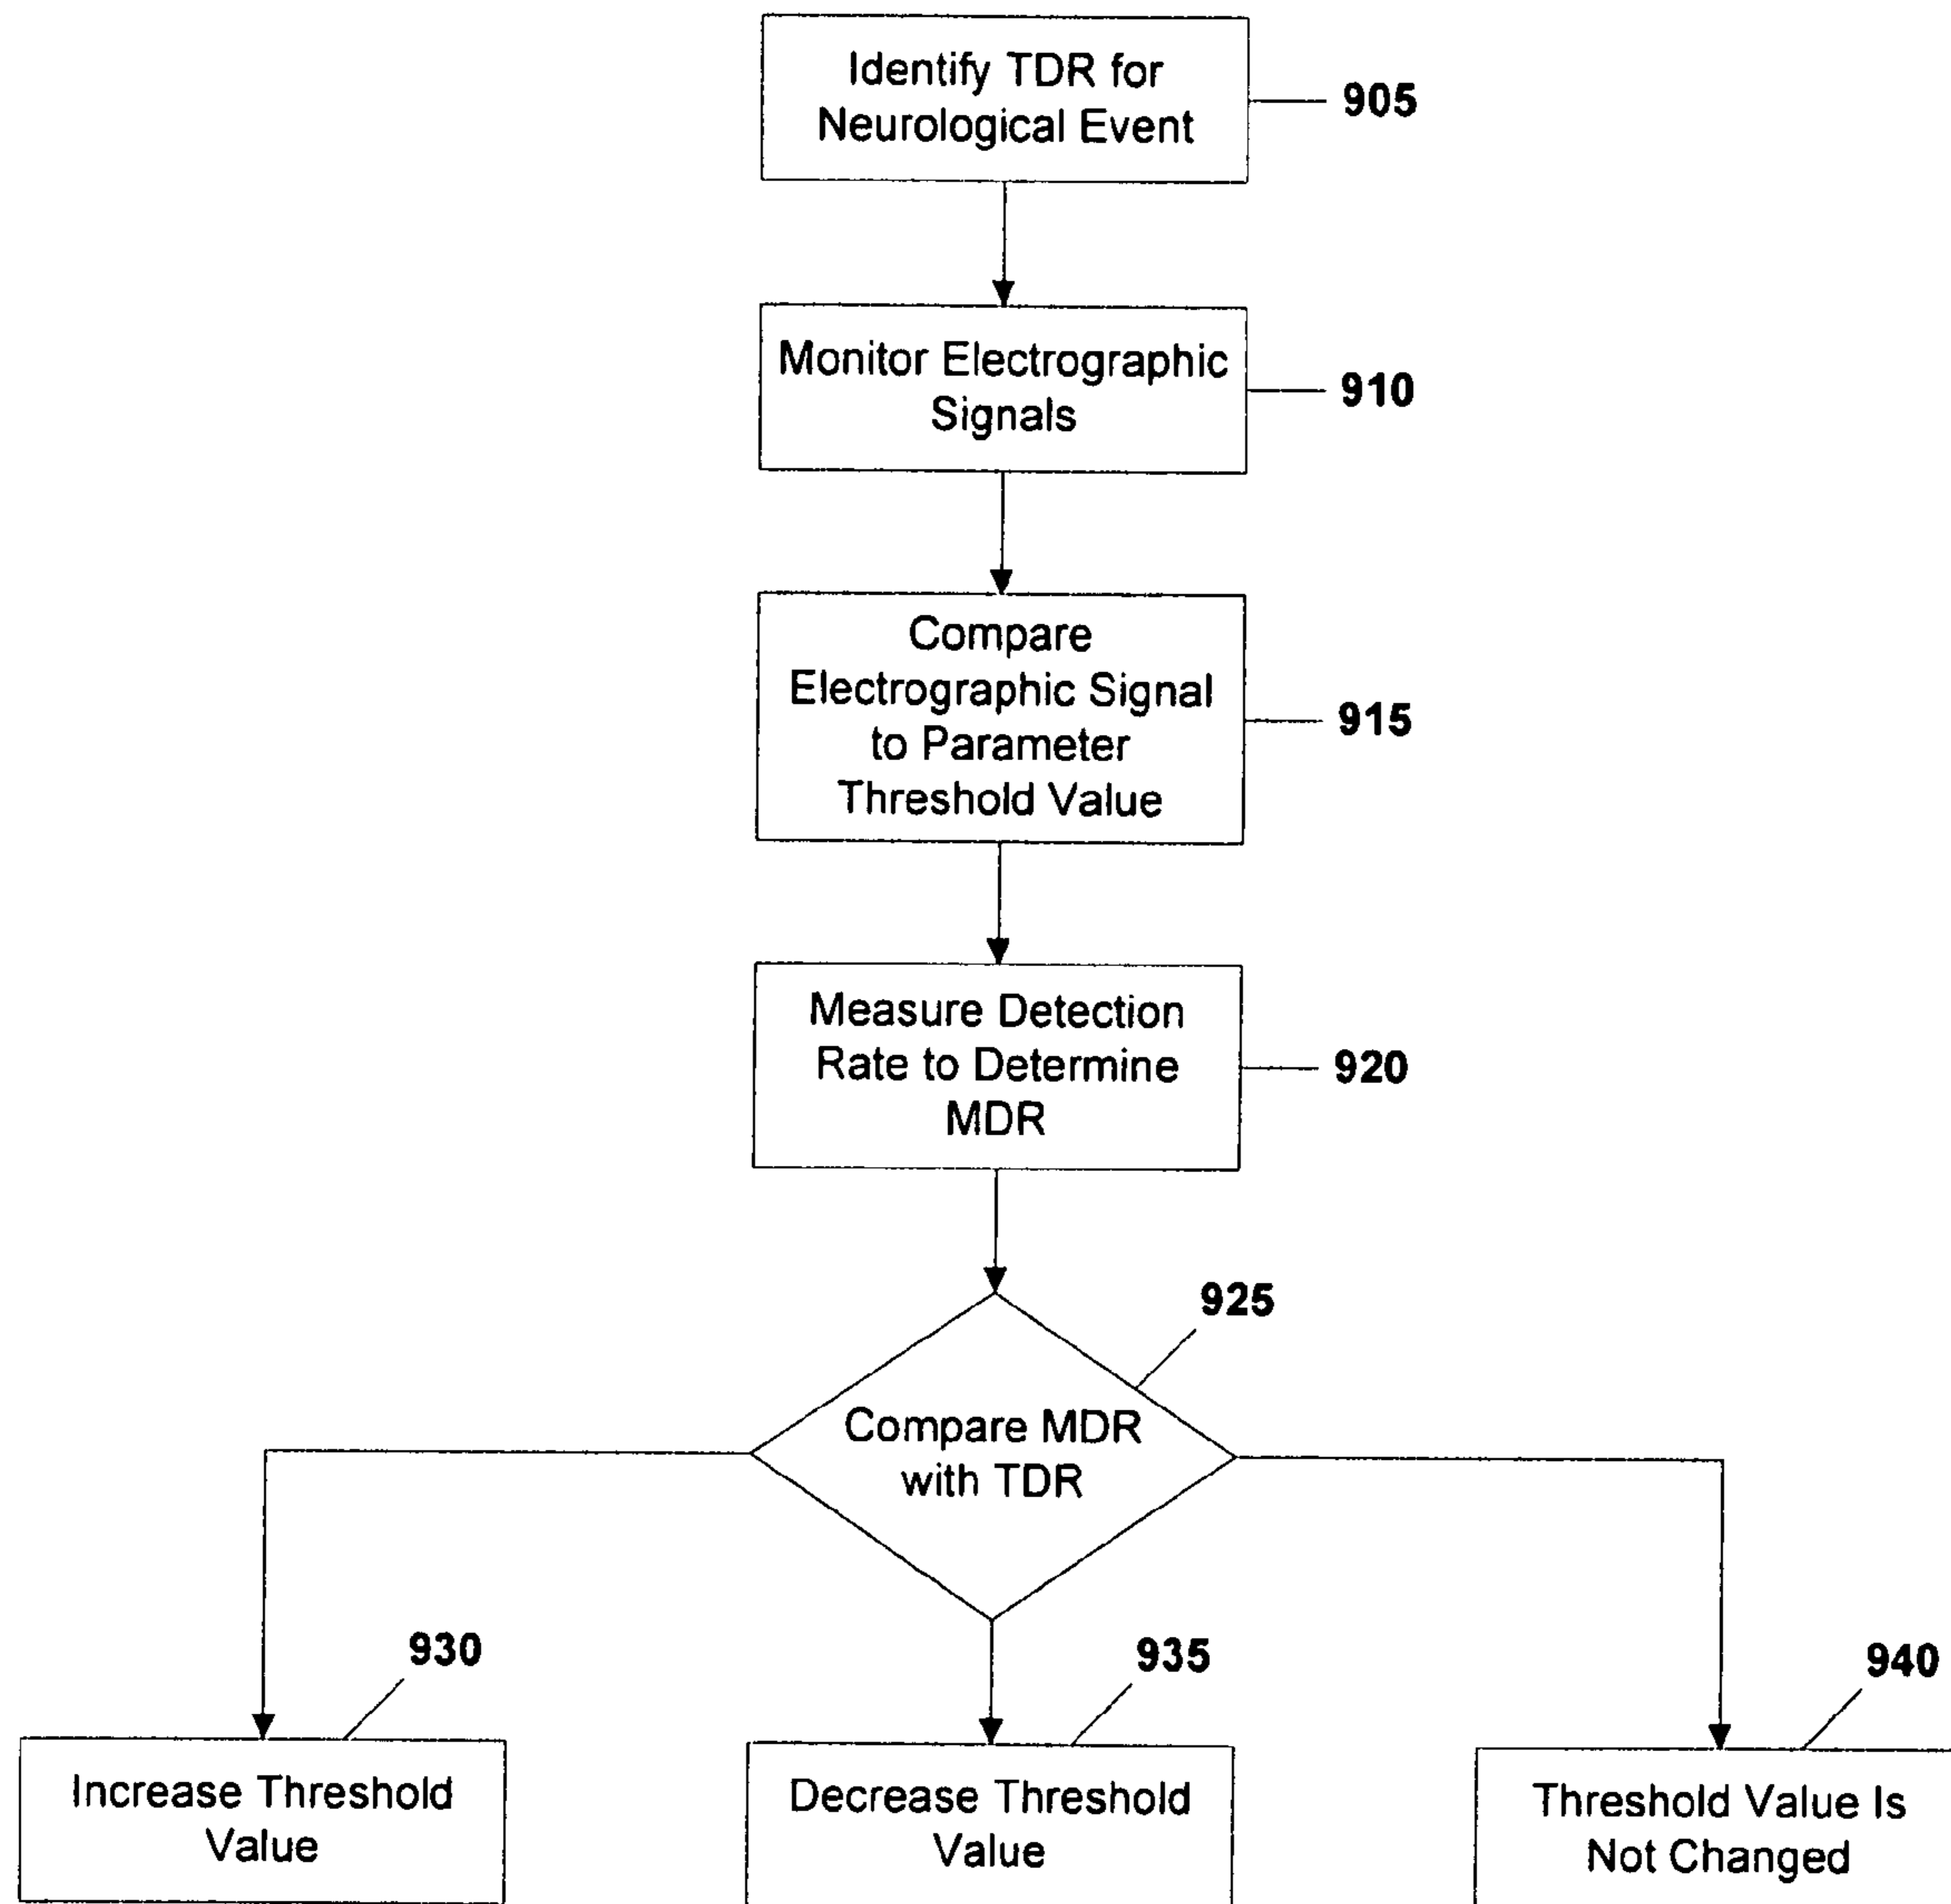 Identify TDR for
Neurological Event
905
Monitor Electrographic
Signals
910
Compare
Electrographic Signal
to Parameter
Threshold Value
915
Measure Detection
Rate to Determine
MDR
920
925
Compare MDR
with TDR
930
Increase Threshold
Value
935
Decrease Threshold
Value
940
Threshold Value Is
Not Changed